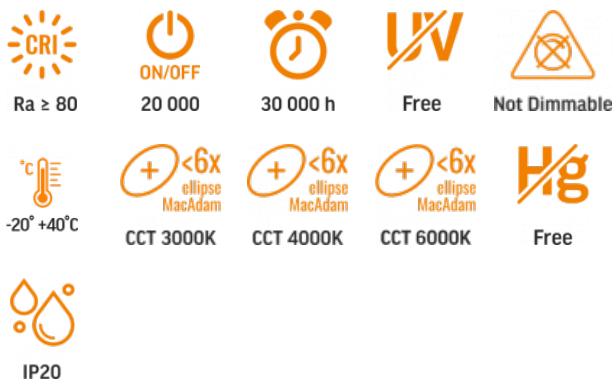 CRI
Ra ≥ 80
ON/OFF
20 000
30 000 h
UV
Free
Not Dimmable
°C
-20° +40°C
<6x
ellipse
MacAdam
CCT 3000K
<6x
ellipse
MacAdam
CCT 4000K
<6x
ellipse
MacAdam
CCT 6000K
Hg
Free
IP20